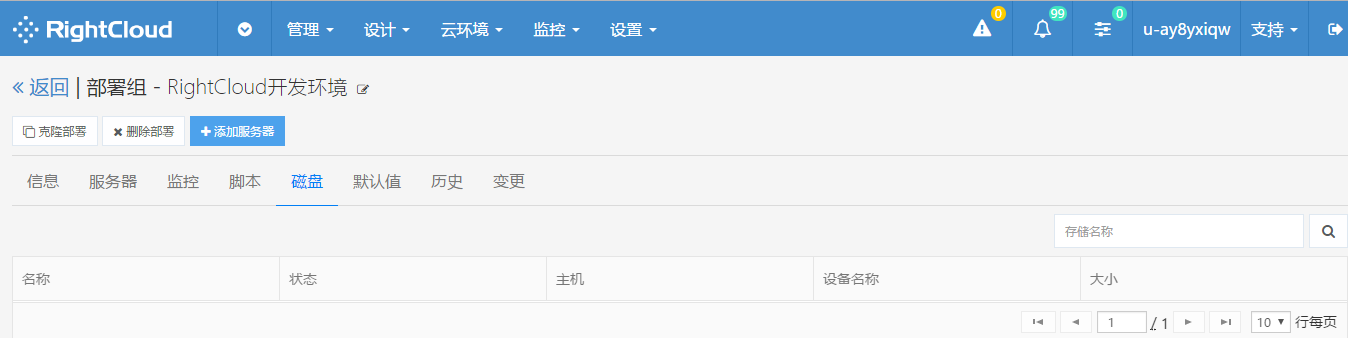 RightCloud 管理 设计 云环境 监控 设置 0 99 0 u-ay8yxiqw 支持
返回 | 部署组 - RightCloud开发环境
克隆部署 删除部署 添加服务器
信息 服务器 监控 脚本 磁盘 默认值 历史 变更
存储名称
名称 状态 主机 设备名称 大小
1 / 1 10 行每页